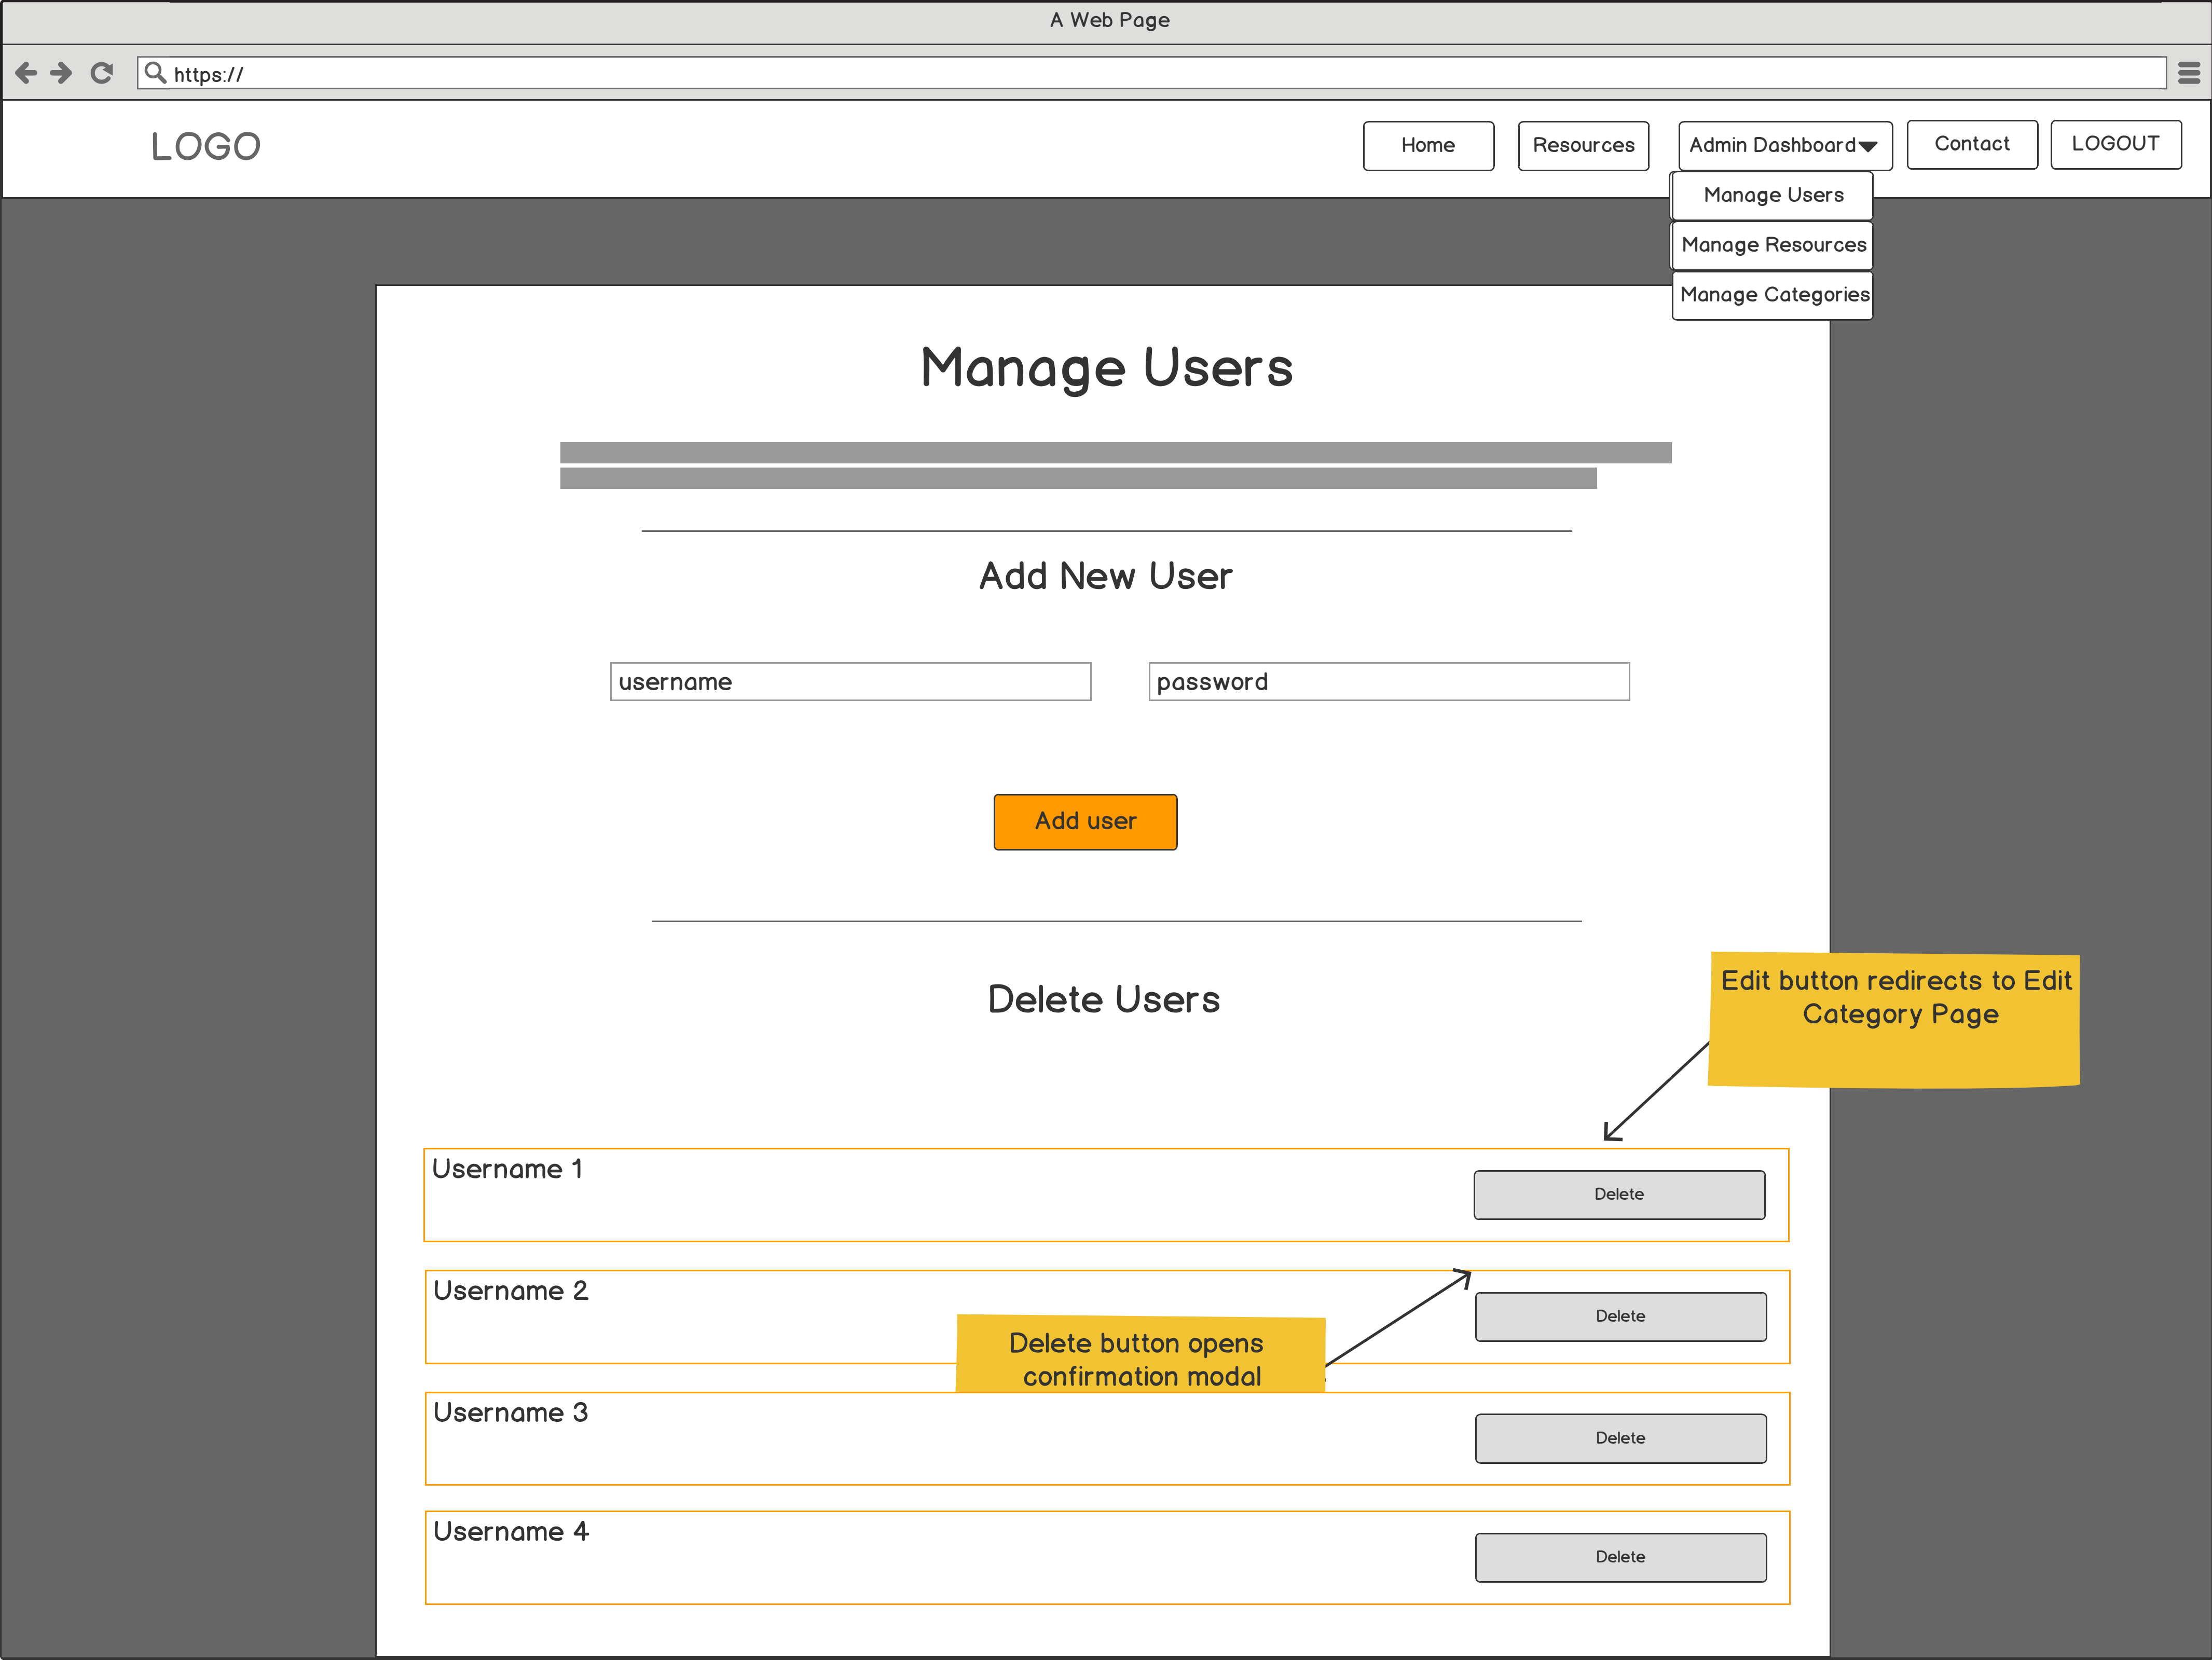 A Web Page
https://
LOGO
Home
Resources
Admin Dashboard
Contact
LOGOUT
Manage Users
Manage Resources
Manage Categories
Manage Users
Add New User
username
password
Add user
Delete Users
Edit button redirects to Edit
Category Page
Username 1
Delete
Username 2
Delete
Delete button opens
confirmation modal
Username 3
Delete
Username 4
Delete